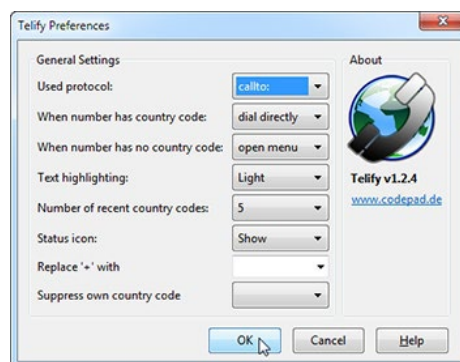 Telify Preferences
General Settings
Used protocol: callto:
When number has country code: dial directly
When number has no country code: open menu
Text highlighting: Light
Number of recent country codes: 5
Status icon: Show
Replace '+' with
Suppress own country code
About
Telify v1.2.4
www.codepad.de
OK Cancel Help